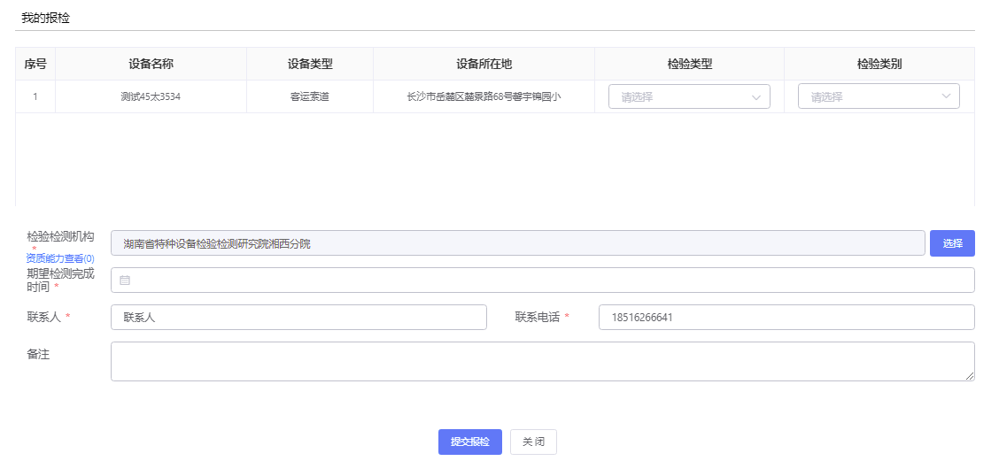 我的报检
序号 设备名称 设备类型 设备所在地 检验类型 检验类别
1 测试45太3534 客运索道 长沙市岳麓区麓景路68号馨宇锦园小 请选择 请选择
检验检测机构 * 湖南省特种设备检验检测研究院湘西分院 选择
资质能力查看(0)
期望检测完成
时间 *
联系人 * 联系人 联系电话 * 18516266641
备注
提交报检 关 闭